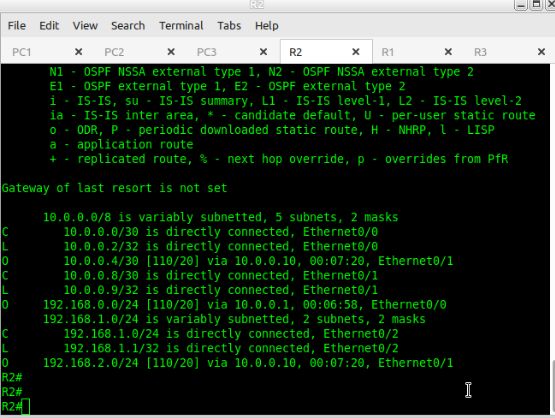 R2
File Edit View Search Terminal Tabs Help
PC1 × PC2 × PC3 × R2 × R1 × R3 ×
N1 - OSPF NSSA external type 1, N2 - OSPF NSSA external type 2
E1 - OSPF external type 1, E2 - OSPF external type 2
i - IS-IS, su - IS-IS summary, L1 - IS-IS level-1, L2 - IS-IS level-2
ia - IS-IS inter area, * - candidate default, U - per-user static route
o - ODR, P - periodic downloaded static route, H - NHRP, l - LISP
a - application route
+ - replicated route, % - next hop override, p - overrides from PfR
Gateway of last resort is not set
10.0.0.0/8 is variably subnetted, 5 subnets, 2 masks
C 10.0.0.0/30 is directly connected, Ethernet0/0
L 10.0.0.2/32 is directly connected, Ethernet0/0
O 10.0.0.4/30 [110/20] via 10.0.0.10, 00:07:20, Ethernet0/1
C 10.0.0.8/30 is directly connected, Ethernet0/1
L 10.0.0.9/32 is directly connected, Ethernet0/1
O 192.168.0.0/24 [110/20] via 10.0.0.1, 00:06:58, Ethernet0/0
192.168.1.0/24 is variably subnetted, 2 subnets, 2 masks
C 192.168.1.0/24 is directly connected, Ethernet0/2
L 192.168.1.1/32 is directly connected, Ethernet0/2
O 192.168.2.0/24 [110/20] via 10.0.0.10, 00:07:20, Ethernet0/1
R2#
R2#
R2#